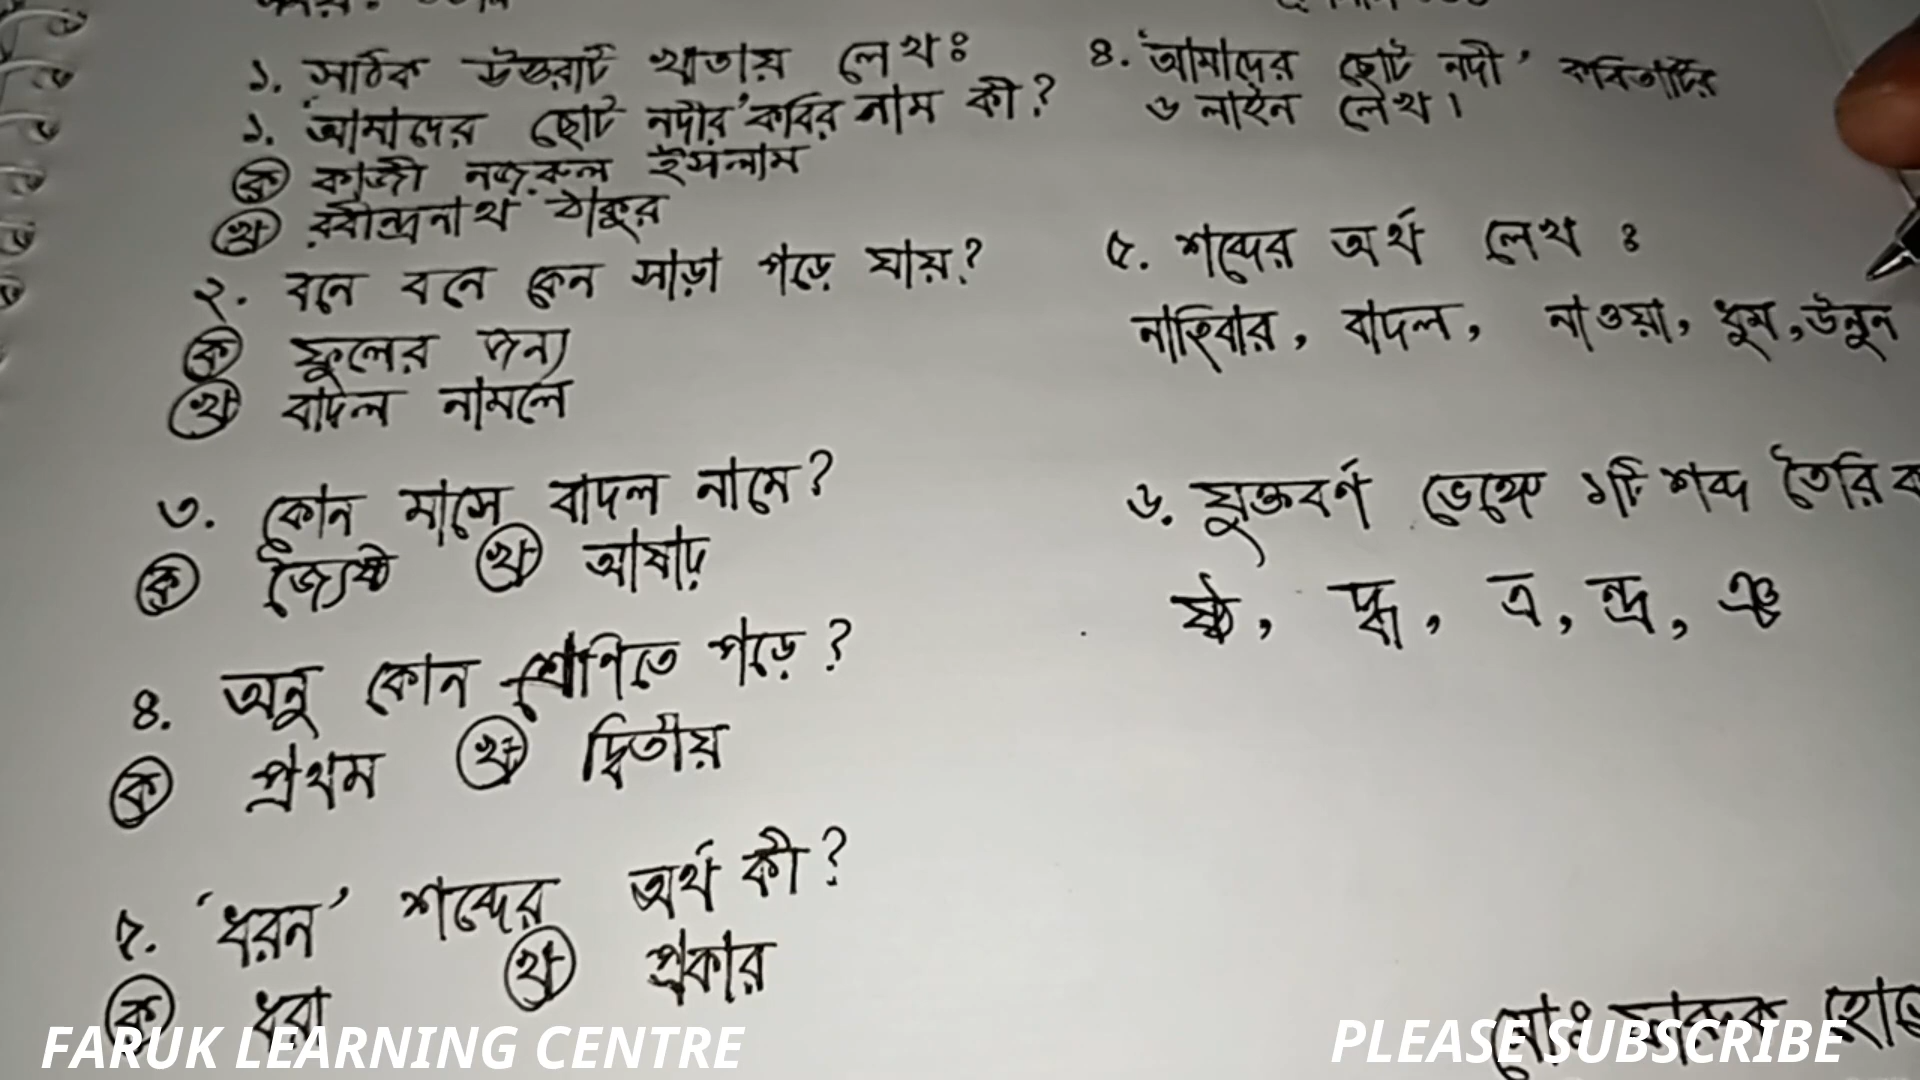 ১. সঠিক উত্তরটি খাতায় লেখঃ
১. 'আমাদের ছোট নদীর' কবির নাম কী?
ক কাজী নজরুল ইসলাম
খ রবীন্দ্রনাথ ঠাকুর
২. বনে বনে কেন সাড়া পড়ে যায়?
ক ফুলের জন্য
খ বাদল নামলে
৩. কোন মাসে বাদল নামে?
ক জ্যৈষ্ঠ খ আষাঢ়
৪. অনু কোন শ্রেণিতে পড়ে?
ক প্রথম খ দ্বিতীয়
৫. 'ধরন' শব্দের অর্থ কী?
ক ধরা খ প্রকার
৪. 'আমাদের ছোট নদী' কবিতাটির
৬ লাইন লেখ।
৫. শব্দের অর্থ লেখ ঃ
নাহিবার, বাদল, নাওয়া, ধুম, উনুন
৬. যুক্তবর্ণ ভেঙ্গে ১টি শব্দ তৈরি ক
ষ্ঠ, দ্ধ, ত্র, ন্দ্র, ঞ্চ
মোঃ ফারুক হোসে
FARUK LEARNING CENTRE
PLEASE SUBSCRIBE